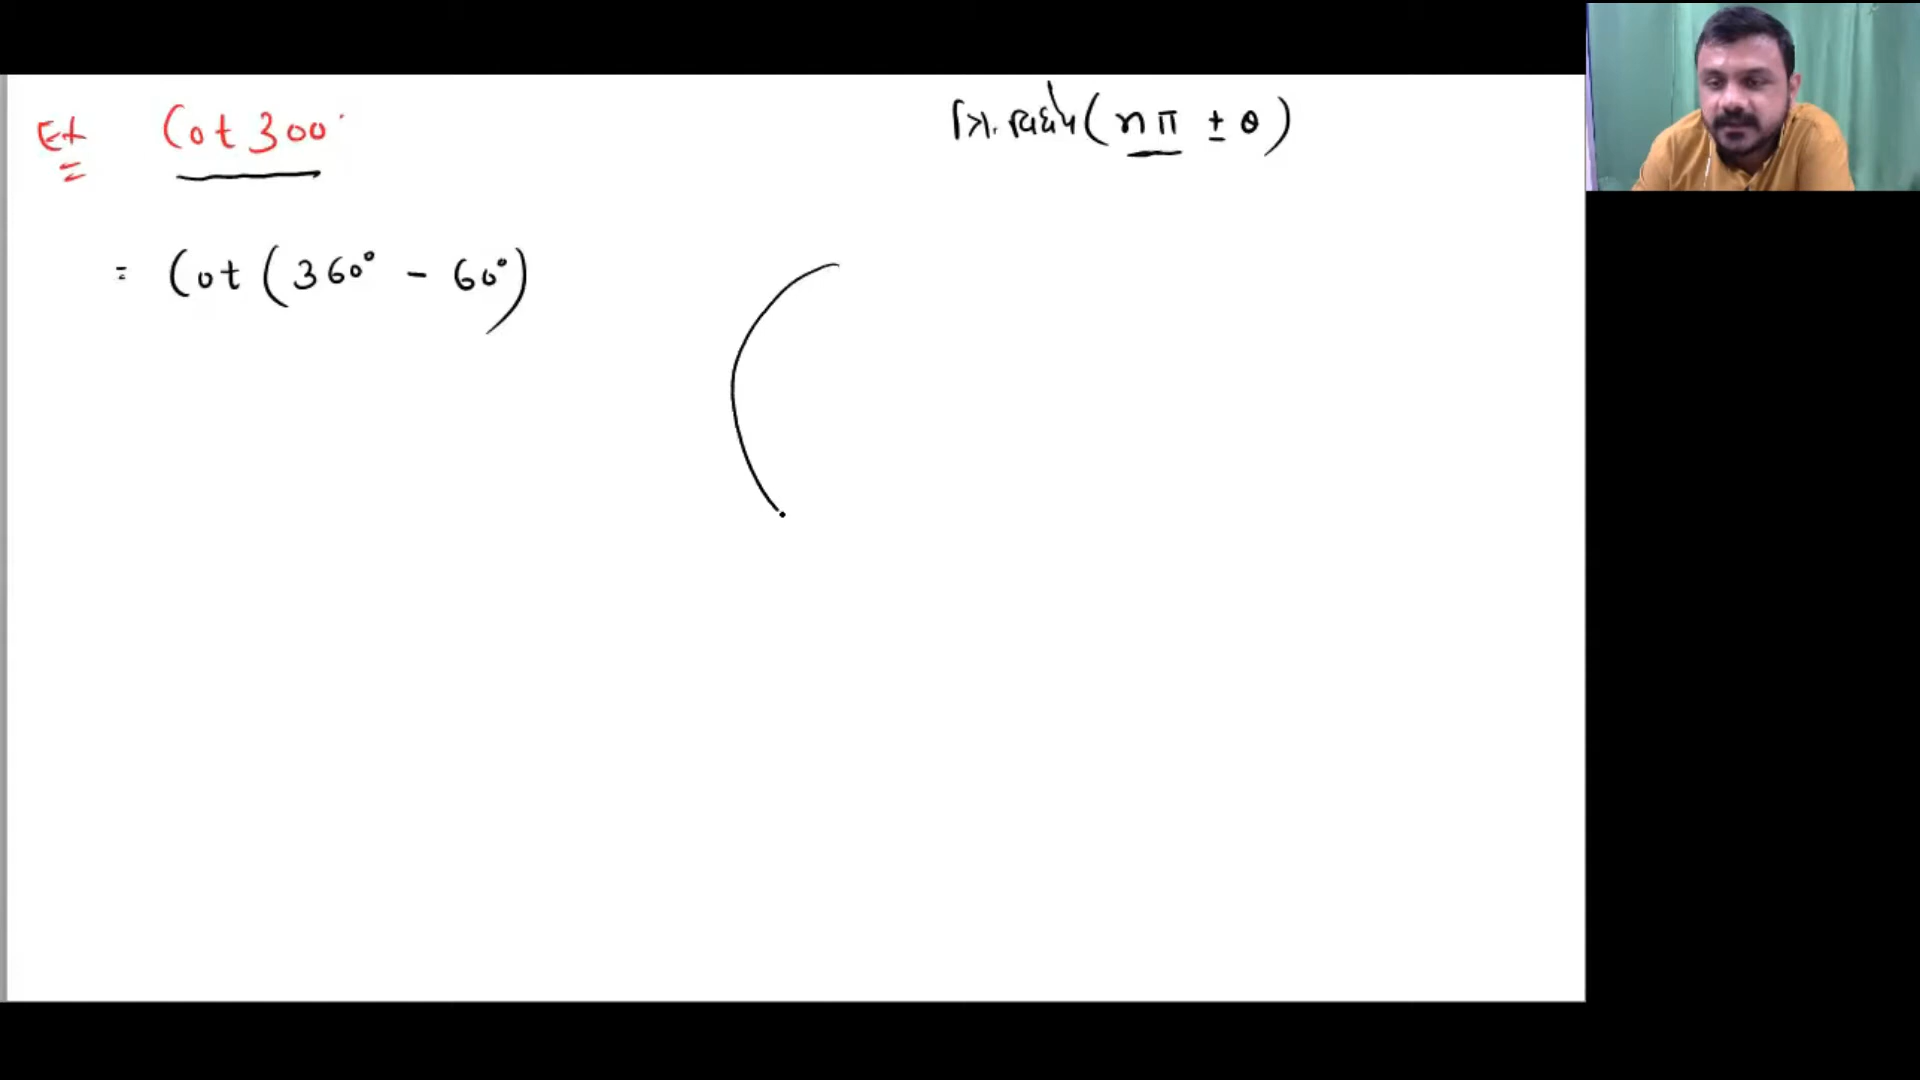 Ex Cot 300°
ત્રિ. વિધેય (nπ ± θ)
= Cot (360° - 60°)